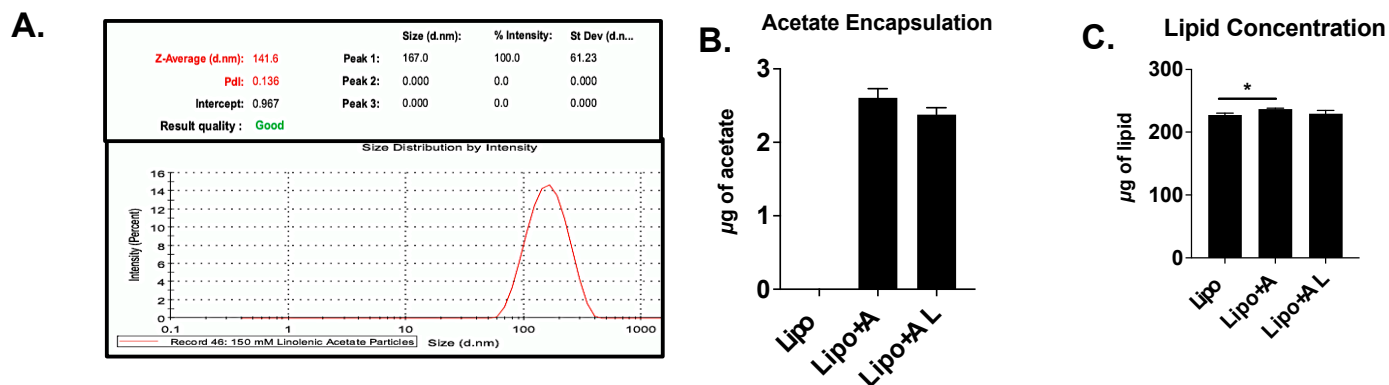 A.
Size (d.nm): % Intensity: St Dev (d.n...
Z-Average (d.nm): 141.6 Peak 1: 167.0 100.0 61.23
PdI: 0.136 Peak 2: 0.000 0.0 0.000
Intercept: 0.967 Peak 3: 0.000 0.0 0.000
Result quality : Good
Size Distribution by Intensity
Intensity (Percent)
16
14
12
10
8
6
4
2
0
0.1 1 10 100 1000
Size (d.nm)
Record 46: 150 mM Linolenic Acetate Particles
B.
Acetate Encapsulation
µg of acetate
3
2
1
0
Lipo
Lipo+A
Lipo+A L
C.
Lipid Concentration
µg of lipid
300
200
100
0
*
Lipo
Lipo+A
Lipo+A L